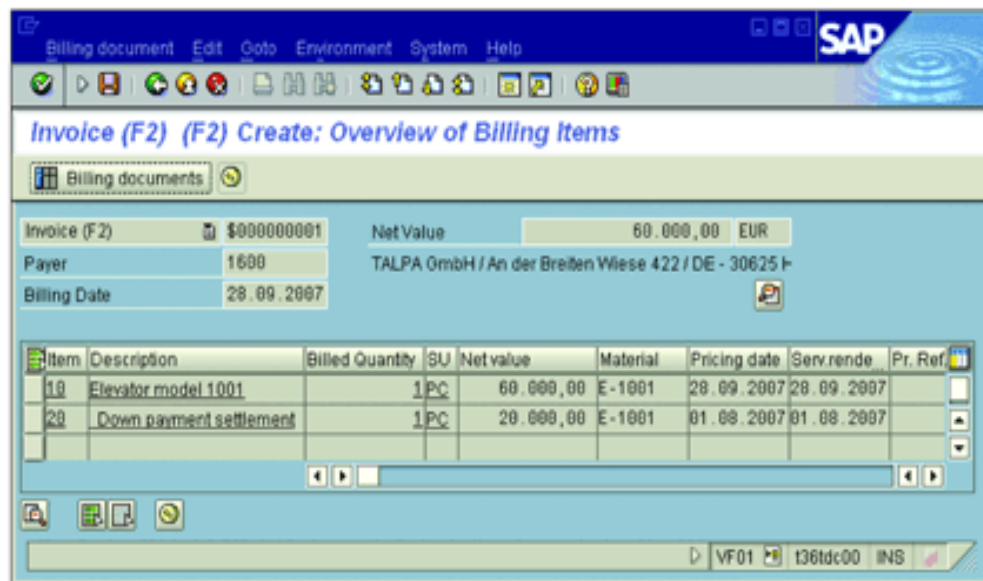 SAP
Billing document Edit Goto Environment System Help
Invoice (F2) (F2) Create: Overview of Billing Items
Billing documents
Invoice (F2) $000000001 Net Value 60.000,00 EUR
Payer 1600 TALPA GmbH / An der Breiten Wiese 422 / DE - 30625 H
Billing Date 28.09.2007
Item Description Billed Quantity SU Net value Material Pricing date Serv.rende... Pr. Ref
10 Elevator model 1001 1 PC 60.000,00 E-1001 28.09.2007 28.09.2007
20 Down payment settlement 1 PC 20.000,00 E-1001 01.08.2007 01.08.2007
VF01 t36tdc00 INS